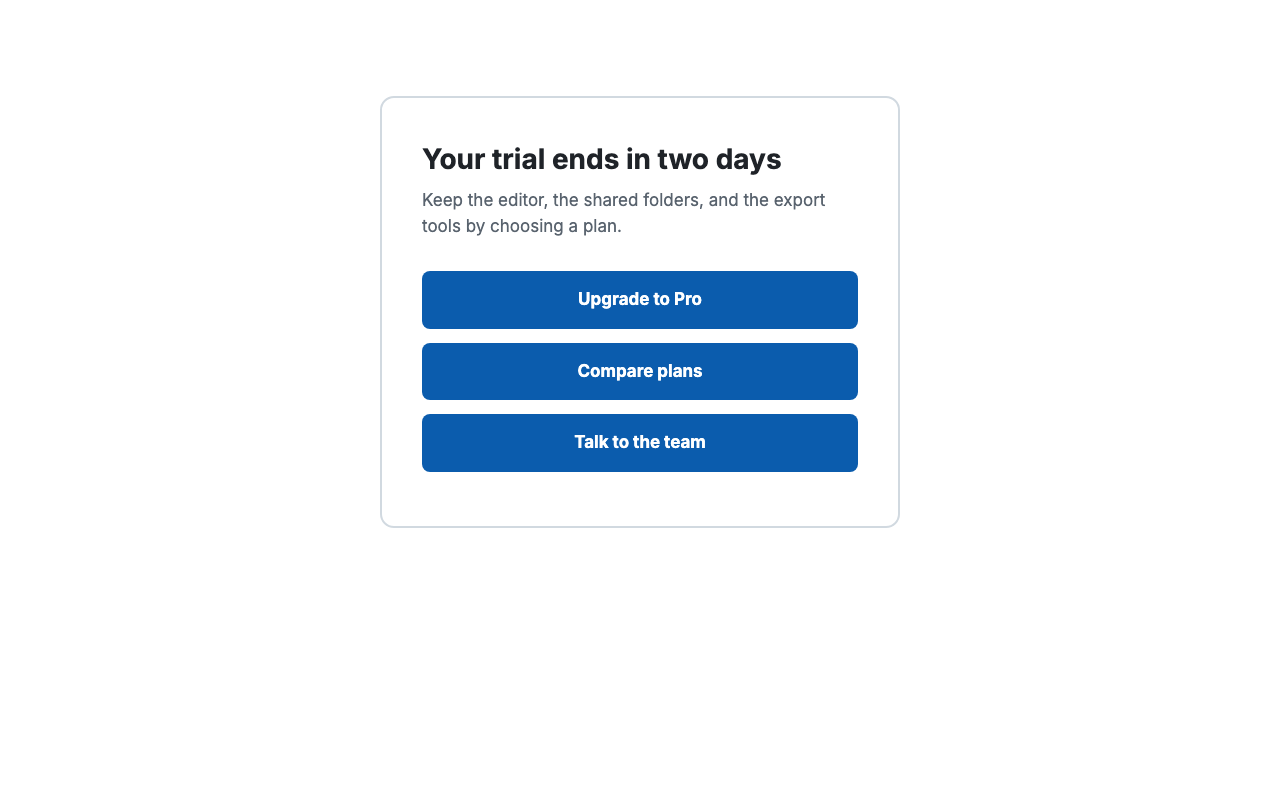 Your trial ends in two days
Keep the editor, the shared folders, and the export
tools by choosing a plan.
Upgrade to Pro
Compare plans
Talk to the team